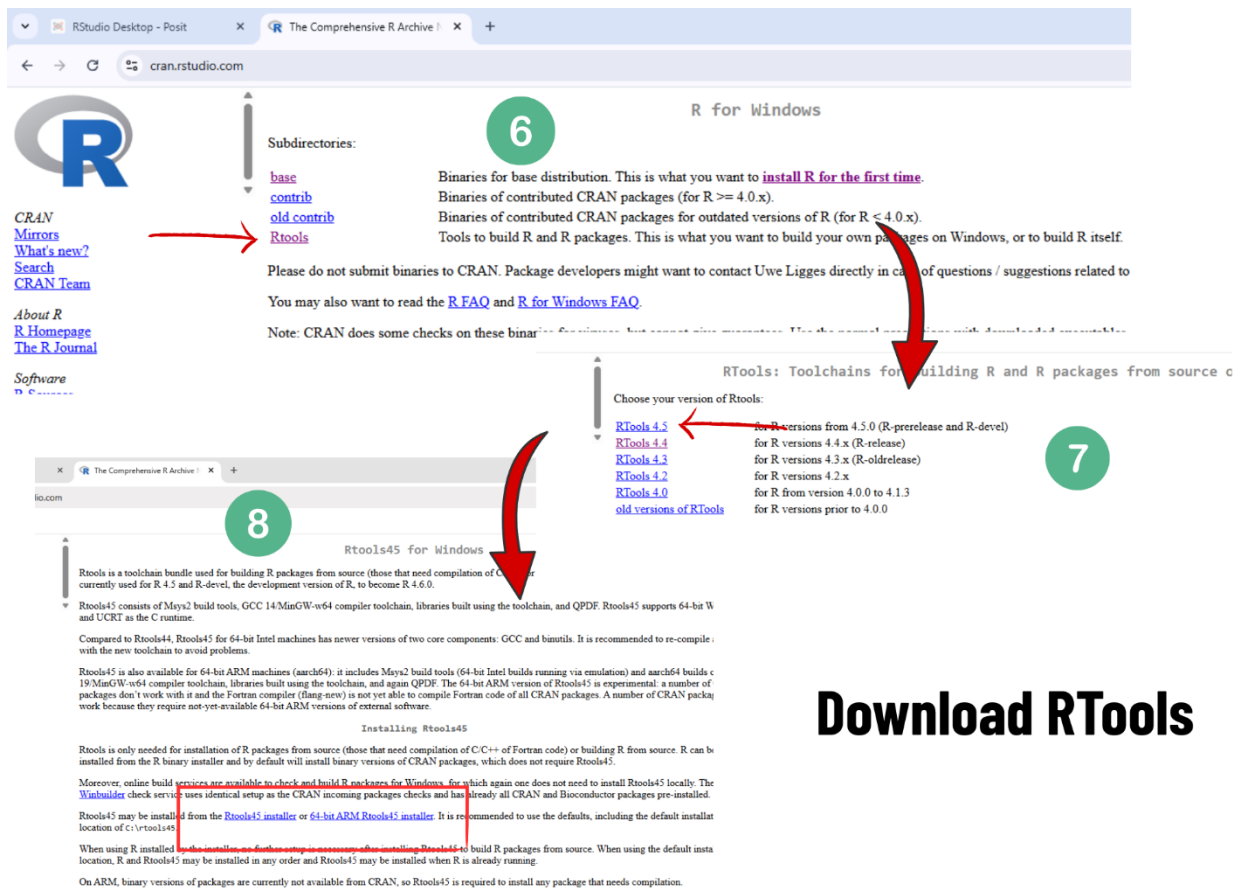 RStudio Desktop - Posit
The Comprehensive R Archive N
cran.rstudio.com
R
CRAN
Mirrors
What's new?
Search
CRAN Team
About R
R Homepage
The R Journal
Software
R Sources
R for Windows
6
Subdirectories:
base Binaries for base distribution. This is what you want to install R for the first time.
contrib Binaries of contributed CRAN packages (for R >= 4.0.x).
old contrib Binaries of contributed CRAN packages for outdated versions of R (for R < 4.0.x).
Rtools Tools to build R and R packages. This is what you want to build your own packages on Windows, or to build R itself.
Please do not submit binaries to CRAN. Package developers might want to contact Uwe Ligges directly in case of questions / suggestions related to
You may also want to read the R FAQ and R for Windows FAQ.
Note: CRAN does some checks on these binaries for viruses, but cannot give guarantees. Use the normal precautions with downloaded executables.
RTools: Toolchains for building R and R packages from source o
Choose your version of Rtools:
RTools 4.5 for R versions from 4.5.0 (R-prerelease and R-devel)
RTools 4.4 for R versions 4.4.x (R-release)
RTools 4.3 for R versions 4.3.x (R-oldrelease)
RTools 4.2 for R versions 4.2.x
RTools 4.0 for R from version 4.0.0 to 4.1.3
old versions of RTools for R versions prior to 4.0.0
7
The Comprehensive R Archive N
lio.com
8
Rtools45 for Windows
Rtools is a toolchain bundle used for building R packages from source (those that need compilation of C or
currently used for R 4.5 and R-devel, the development version of R, to become R 4.6.0.
Rtools45 consists of Msys2 build tools, GCC 14/MinGW-w64 compiler toolchain, libraries built using the toolchain, and QPDF. Rtools45 supports 64-bit W
and UCRT as the C runtime.
Compared to Rtools44, Rtools45 for 64-bit Intel machines has newer versions of two core components: GCC and binutils. It is recommended to re-compile
with the new toolchain to avoid problems.
Rtools45 is also available for 64-bit ARM machines (aarch64): it includes Msys2 build tools (64-bit Intel builds running via emulation) and aarch64 builds
19/MinGW-w64 compiler toolchain, libraries built using the toolchain, and again QPDF. The 64-bit ARM version of Rtools45 is experimental: a number of
packages don't work with it and the Fortran compiler (flang-new) is not yet able to compile Fortran code of all CRAN packages. A number of CRAN packag
work because they require not-yet-available 64-bit ARM versions of external software.
Installing Rtools45
Rtools is only needed for installation of R packages from source (those that need compilation of C/C++ of Fortran code) or building R from source. R can be
installed from the R binary installer and by default will install binary versions of CRAN packages, which does not require Rtools45.
Moreover, online build services are available to check and build R packages for Windows, for which again one does not need to install Rtools45 locally. The
Winbuilder check service uses identical setup as the CRAN incoming packages checks and has already all CRAN and Bioconductor packages pre-installed.
Rtools45 may be installed from the Rtools45 installer or 64-bit ARM Rtools45 installer. It is recommended to use the defaults, including the default installat
location of C:\rtools45
When using R installed by the installer, no further setup is necessary after installing Rtools45 to build R packages from source. When using the default insta
location, R and Rtools45 may be installed in any order and Rtools45 may be installed when R is already running.
On ARM, binary versions of packages are currently not available from CRAN, so Rtools45 is required to install any package that needs compilation.
Download RTools